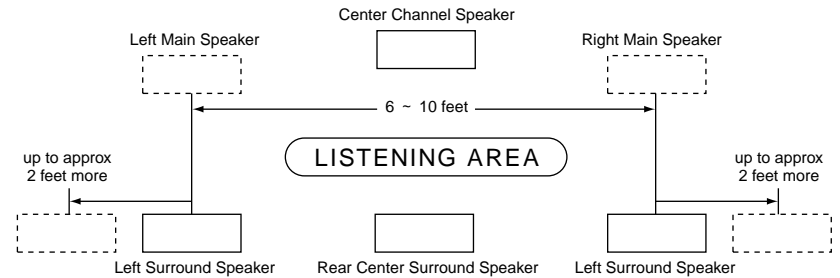 Center Channel Speaker
Left Main Speaker
Right Main Speaker
6 ~ 10 feet
LISTENING AREA
up to approx
2 feet more
up to approx
2 feet more
Left Surround Speaker
Rear Center Surround Speaker
Left Surround Speaker